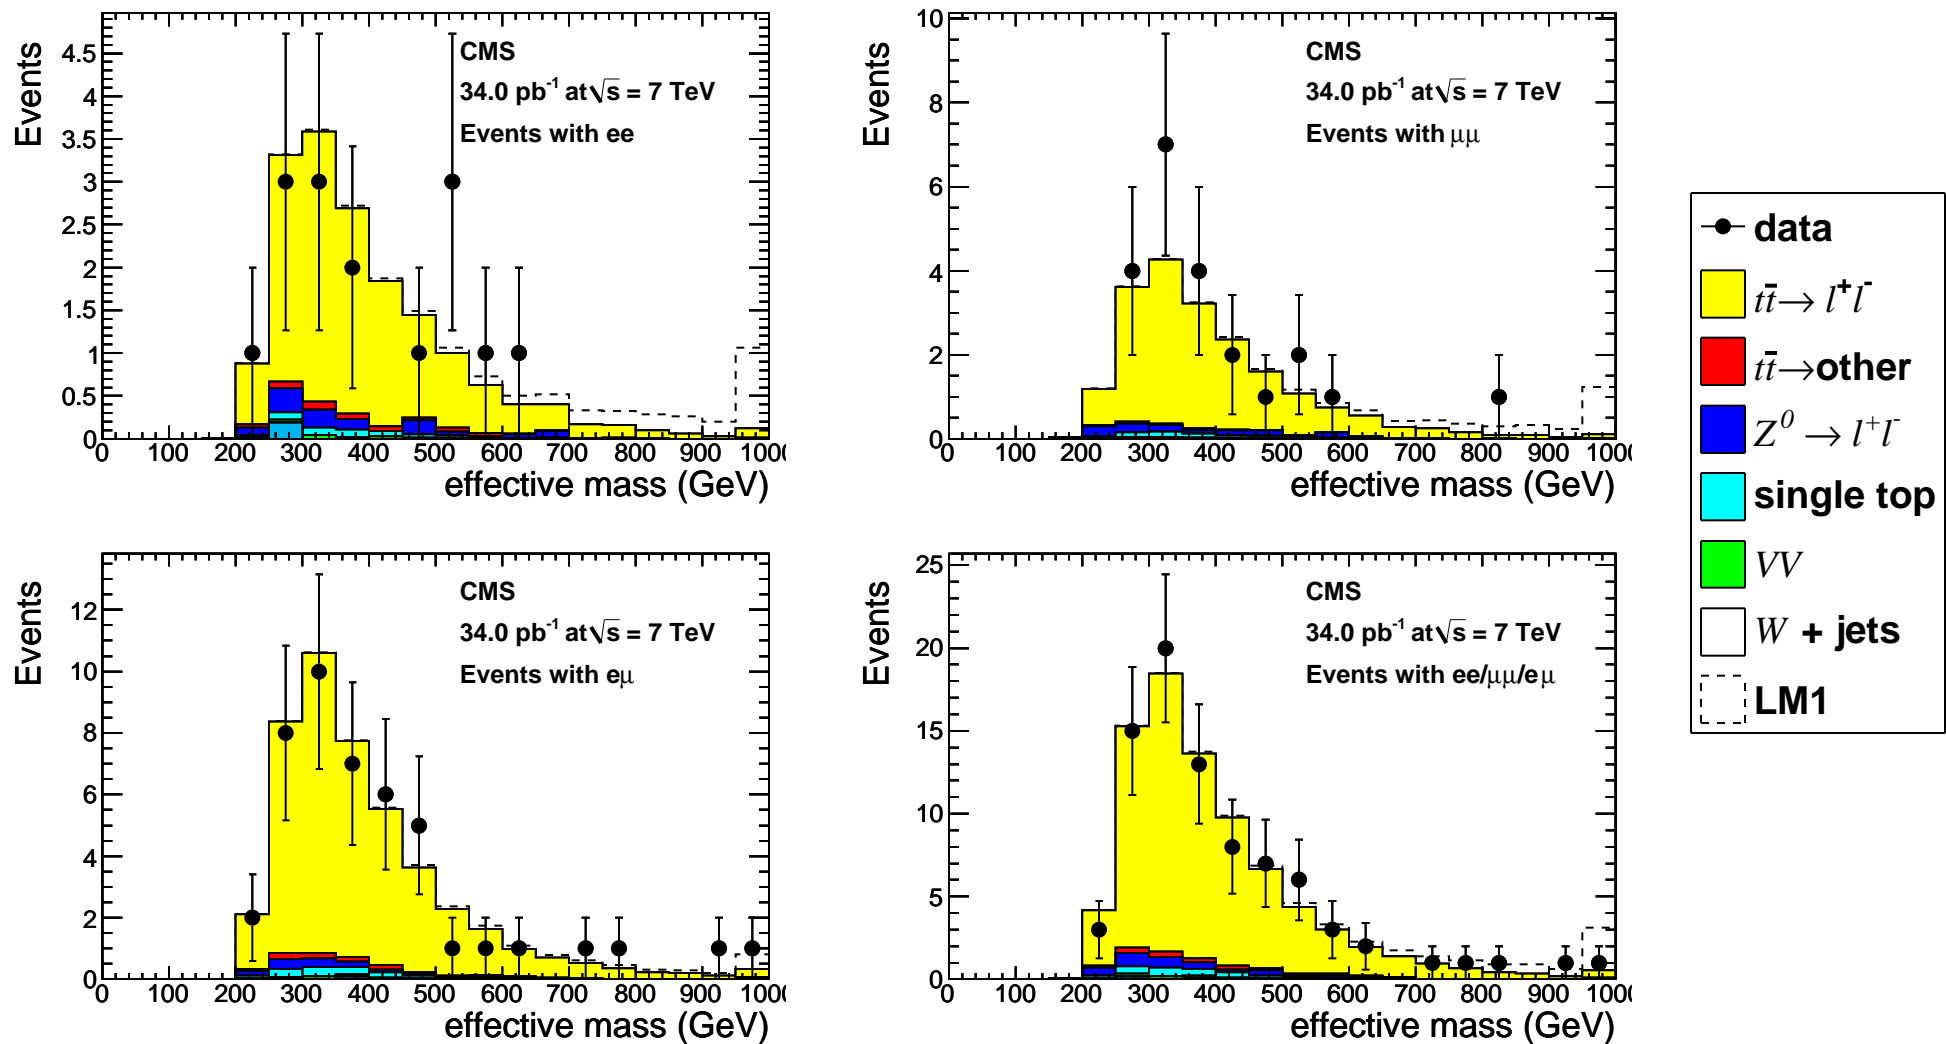 Events
4.5
4
3.5
3
2.5
2
1.5
1
0.5
0
CMS
34.0 pb⁻¹ at √s = 7 TeV
Events with ee
0 100 200 300 400 500 600 700 800 900 1000
effective mass (GeV)
Events
10
8
6
4
2
0
CMS
34.0 pb⁻¹ at √s = 7 TeV
Events with μμ
0 100 200 300 400 500 600 700 800 900 1000
effective mass (GeV)
Events
12
10
8
6
4
2
0
CMS
34.0 pb⁻¹ at √s = 7 TeV
Events with eμ
0 100 200 300 400 500 600 700 800 900 1000
effective mass (GeV)
Events
25
20
15
10
5
0
CMS
34.0 pb⁻¹ at √s = 7 TeV
Events with ee/μμ/eμ
0 100 200 300 400 500 600 700 800 900 1000
effective mass (GeV)
data
tt̄→ l⁺l⁻
tt̄→other
Z⁰ → l⁺l⁻
single top
VV
W + jets
LM1